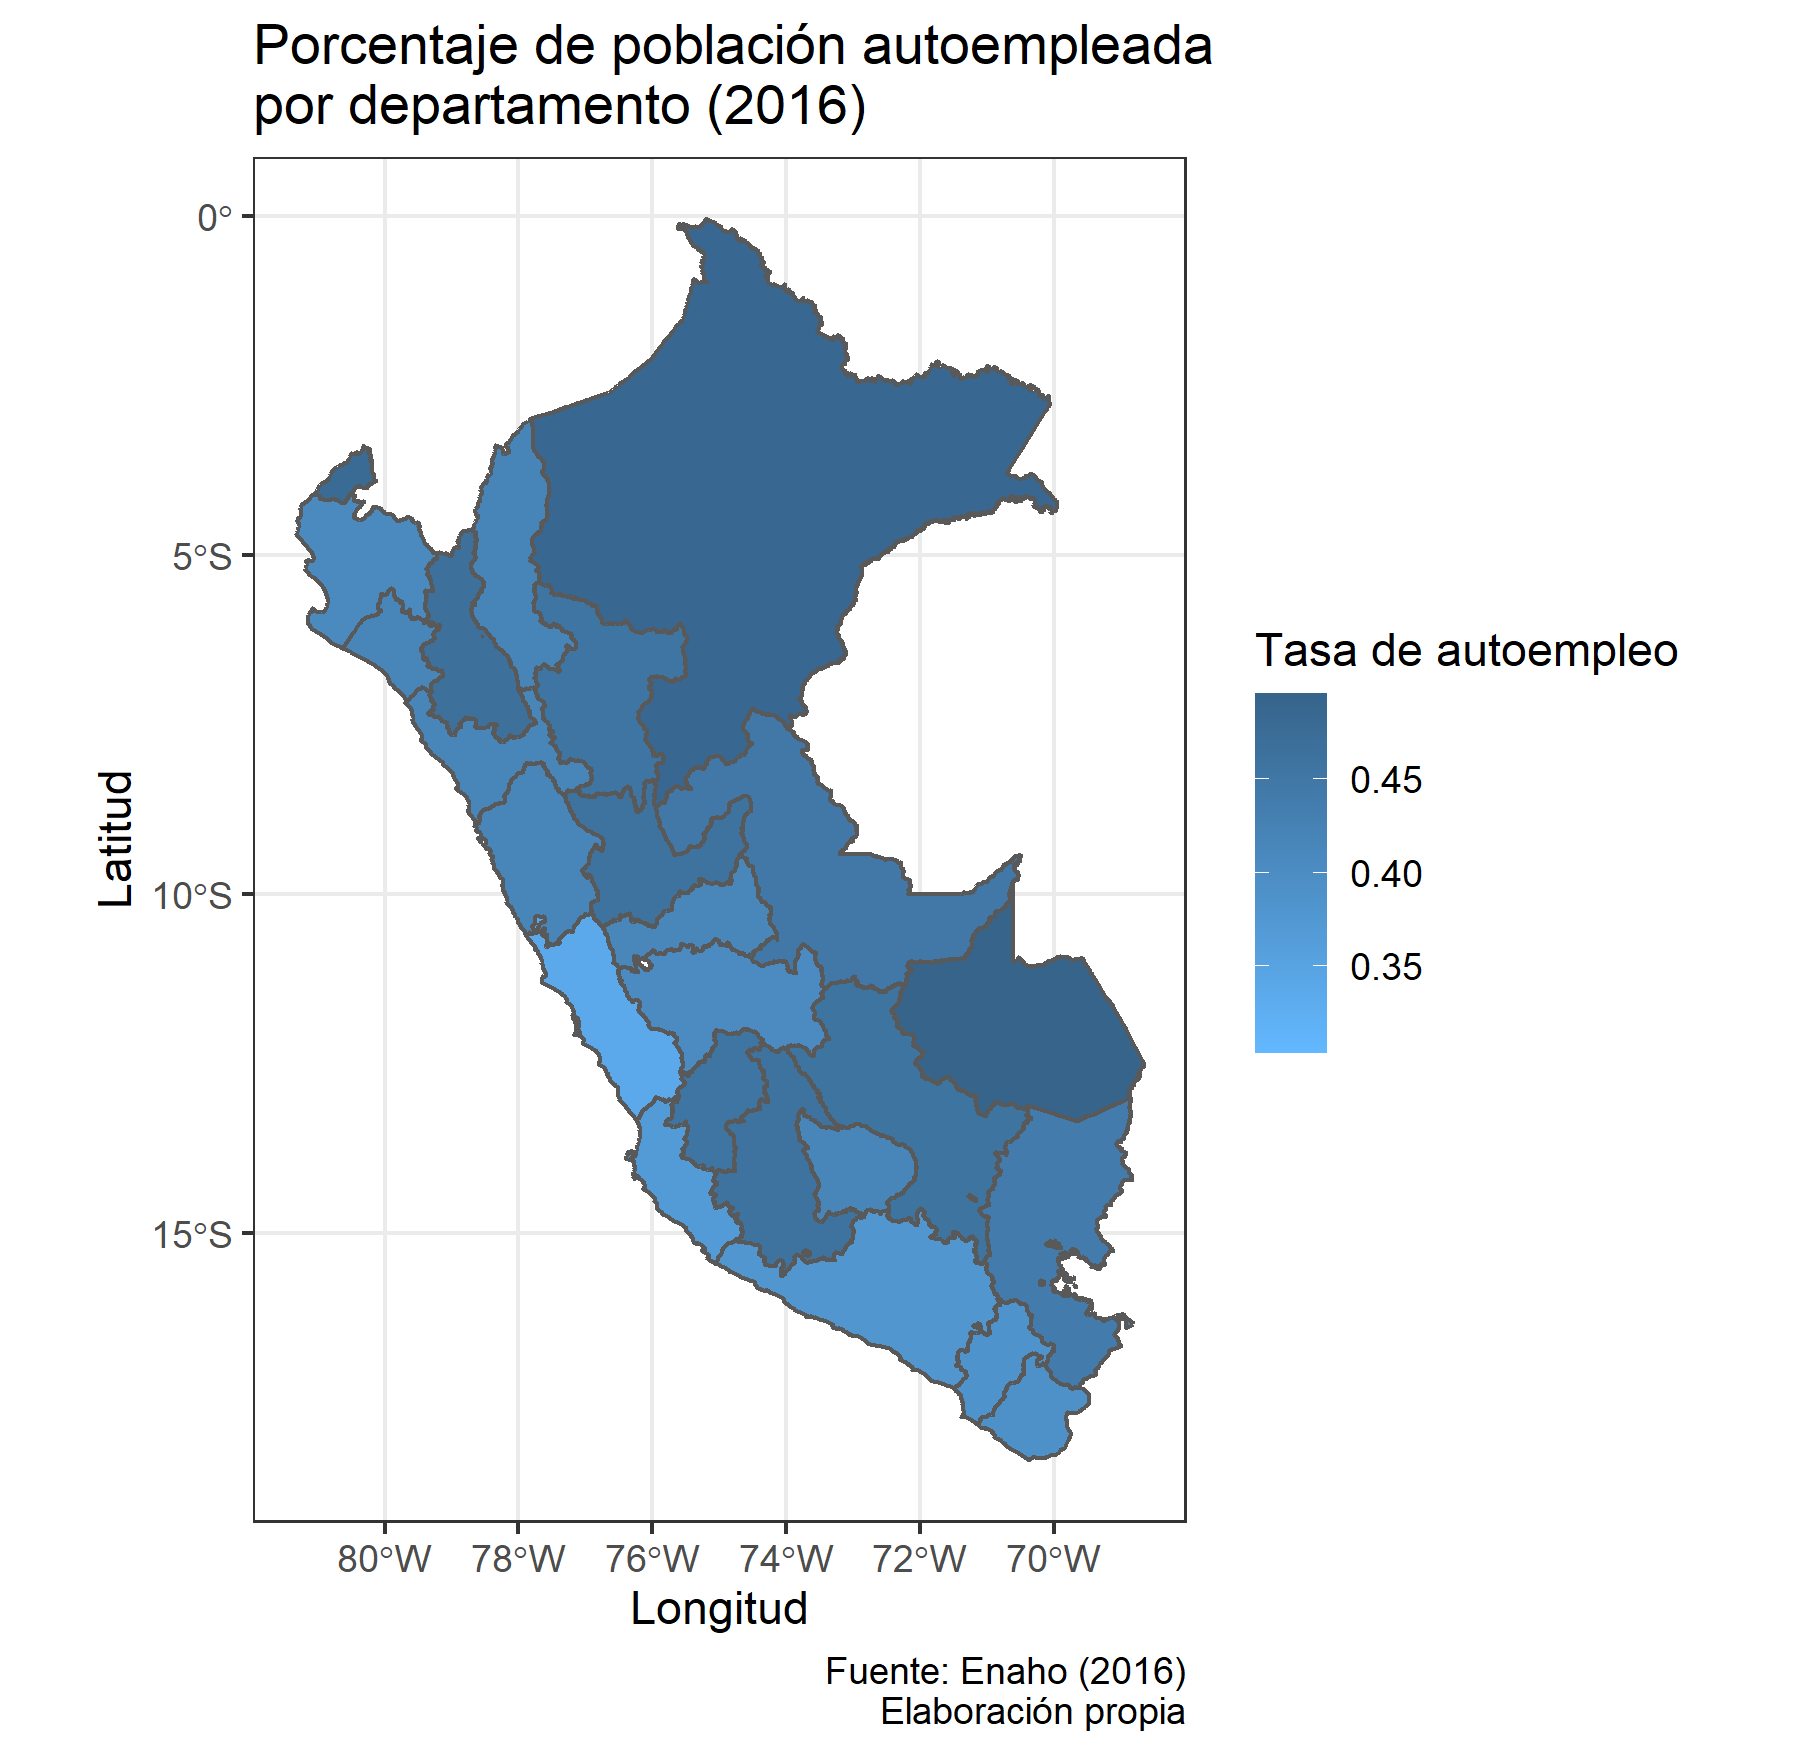 Porcentaje de población autoempleada
por departamento (2016)
0°
5°S
10°S
15°S
Latitud
80°W 78°W 76°W 74°W 72°W 70°W
Longitud
Tasa de autoempleo
0.45
0.40
0.35
Fuente: Enaho (2016)
Elaboración propia